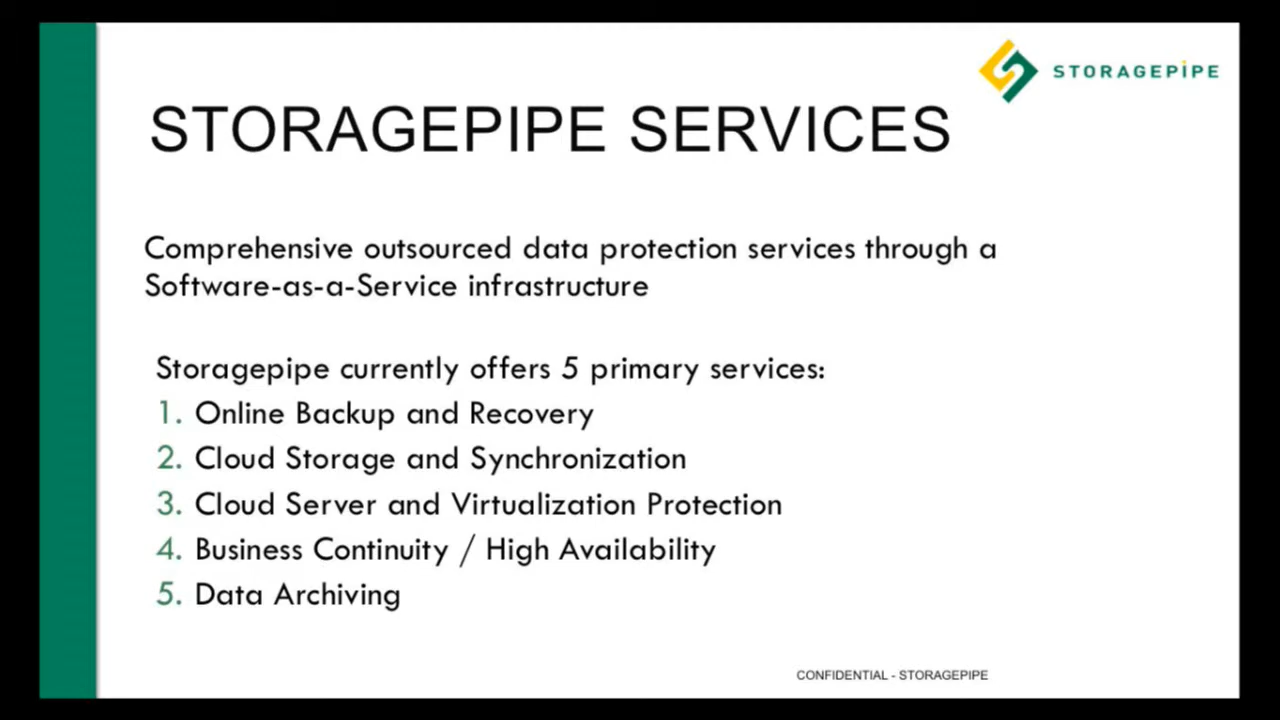 STORAGEPIPE
STORAGEPIPE SERVICES
Comprehensive outsourced data protection services through a
Software-as-a-Service infrastructure
Storagepipe currently offers 5 primary services:
1. Online Backup and Recovery
2. Cloud Storage and Synchronization
3. Cloud Server and Virtualization Protection
4. Business Continuity / High Availability
5. Data Archiving
CONFIDENTIAL - STORAGEPIPE